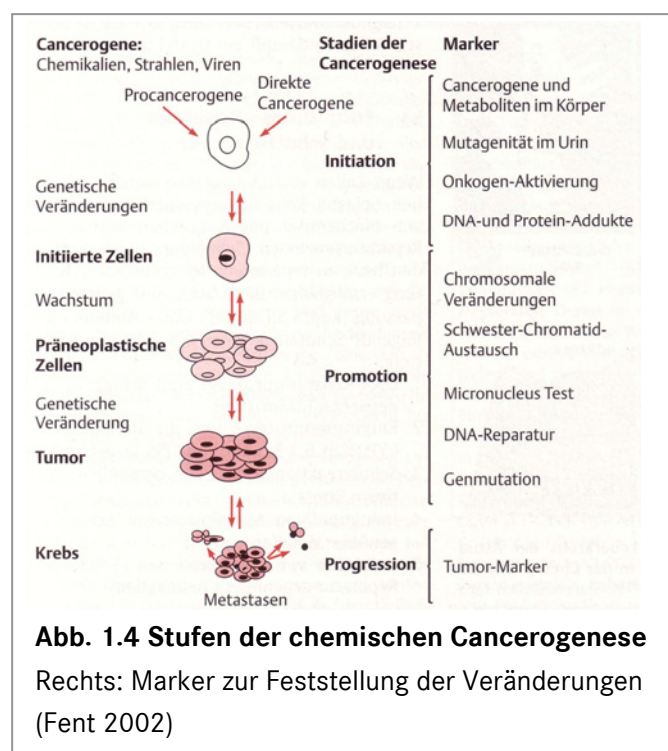 Cancerogene:
Chemikalien, Strahlen, Viren
Procancerogene
Direkte
Cancerogene
Genetische
Veränderungen
Initiierte Zellen
Wachstum
Präneoplastische
Zellen
Genetische
Veränderung
Tumor
Krebs
Metastasen
Stadien der
Cancerogenese
Initiation
Promotion
Progression
Marker
Cancerogene und
Metaboliten im Körper
Mutagenität im Urin
Onkogen-Aktivierung
DNA-und Protein-Addukte
Chromosomale
Veränderungen
Schwester-Chromatid-
Austausch
Micronucleus Test
DNA-Reparatur
Genmutation
Tumor-Marker
Abb. 1.4 Stufen der chemischen Cancerogenese
Rechts: Marker zur Feststellung der Veränderungen
(Fent 2002)